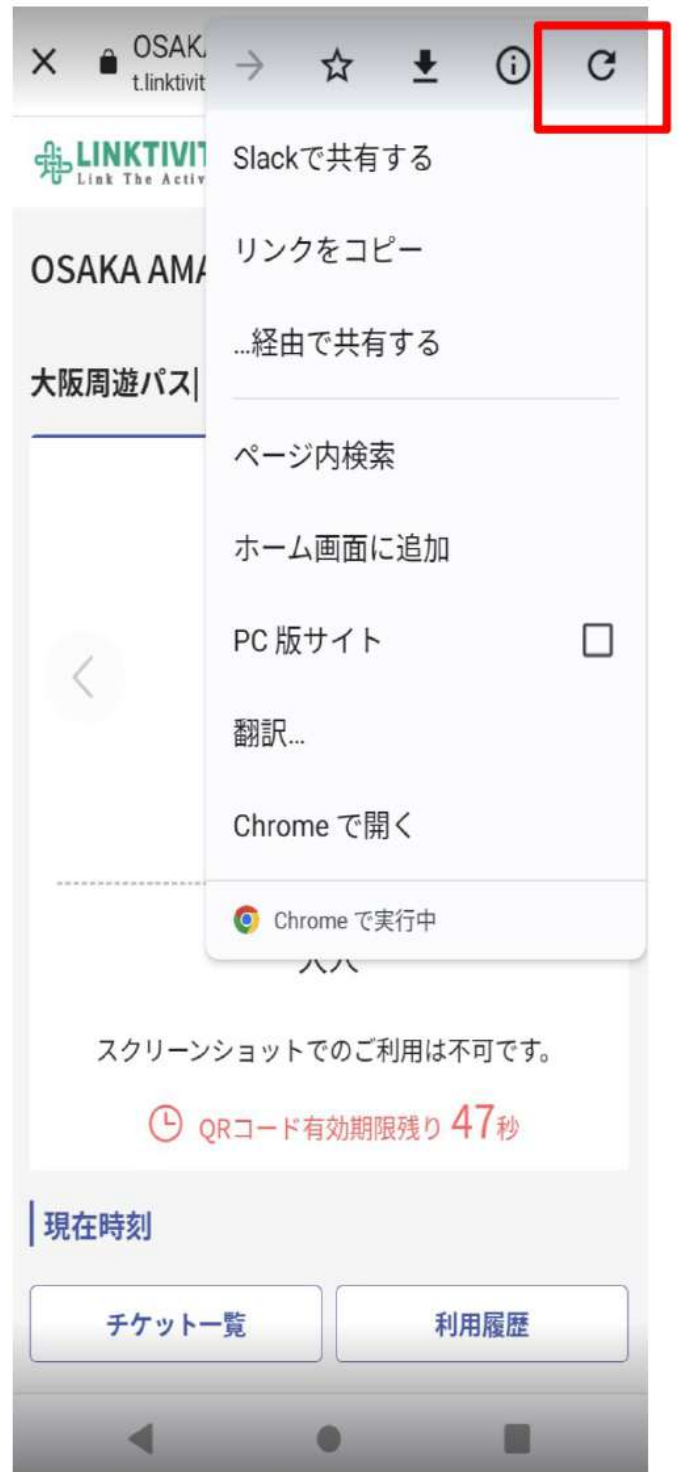 OSAK
t.linktivit
LINKTIVIT
Link The Activ
Slackで共有する
リンクをコピー
OSAKA AMA
...経由で共有する
大阪周遊パス|
ページ内検索
ホーム画面に追加
PC 版サイト
翻訳...
Chrome で開く
Chrome で実行中
スクリーンショットでのご利用は不可です。
QRコード有効期限残り 47秒
現在時刻
チケット一覧
利用履歴